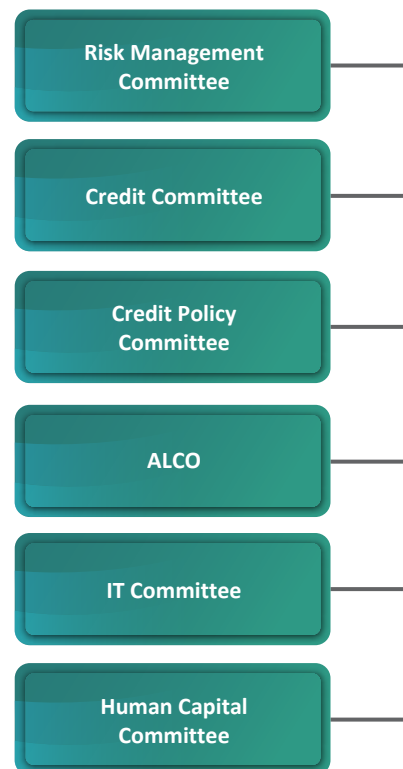 Risk Management
Committee
Credit Committee
Credit Policy
Committee
ALCO
IT Committee
Human Capital
Committee